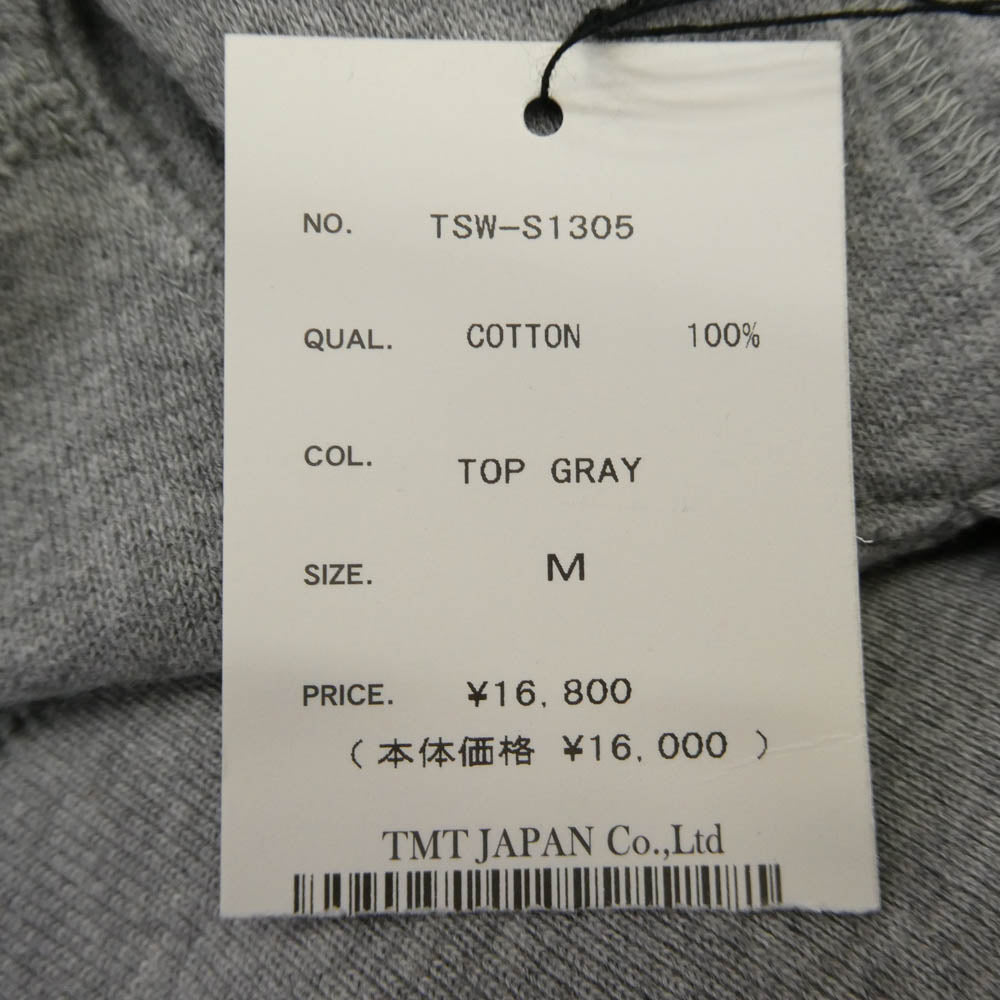 NO. TSW-S1305
QUAL. COTTON 100%
COL. TOP GRAY
SIZE. M
PRICE. ¥16,800
(本体価格 ¥16,000)
TMT JAPAN Co.,Ltd